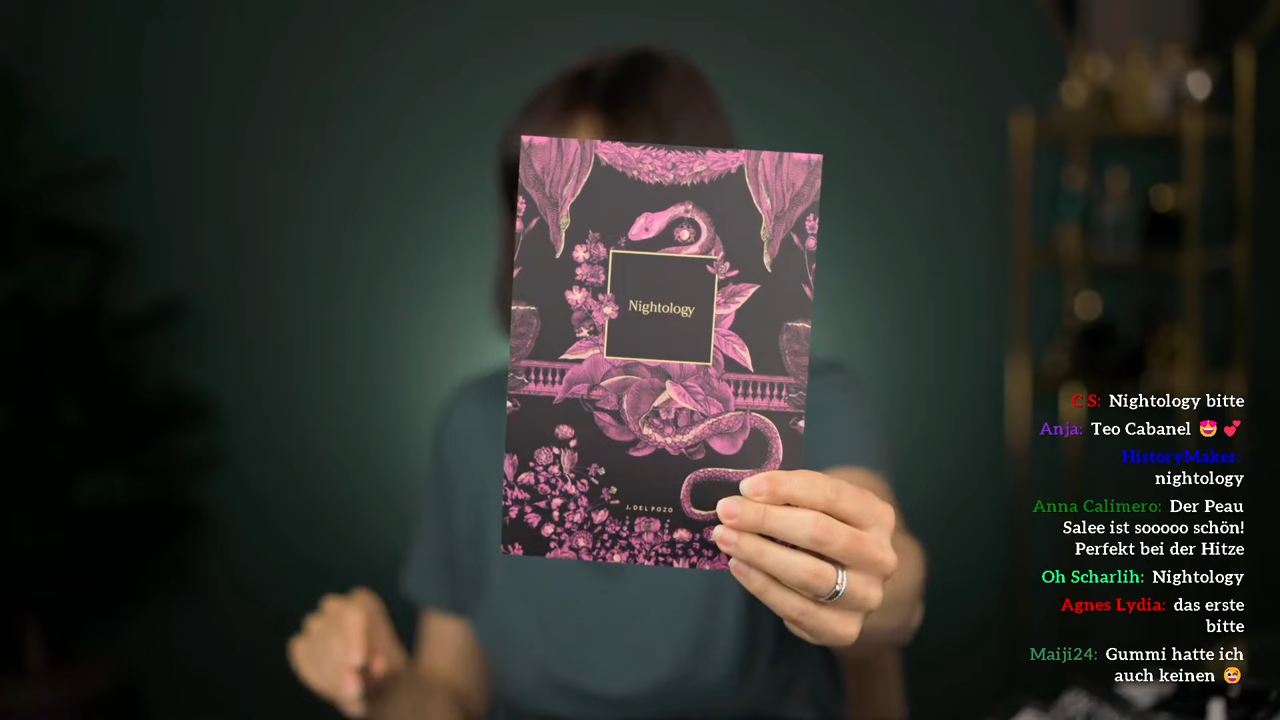 Nightology
J. DEL POZO
C S: Nightology bitte
Anja: Teo Cabanel 😍 💕
HistoryMaker:
nightology
Anna Calimero: Der Peau
Salee ist sooooo schön!
Perfekt bei der Hitze
Oh Scharlih: Nightology
Agnes Lydia: das erste
bitte
Maiji24: Gummi hatte ich
auch keinen 😅